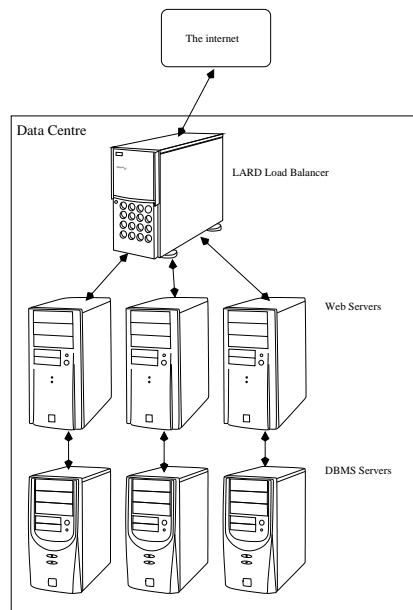 The internet
Data Centre
LARD Load Balancer
Web Servers
DBMS Servers